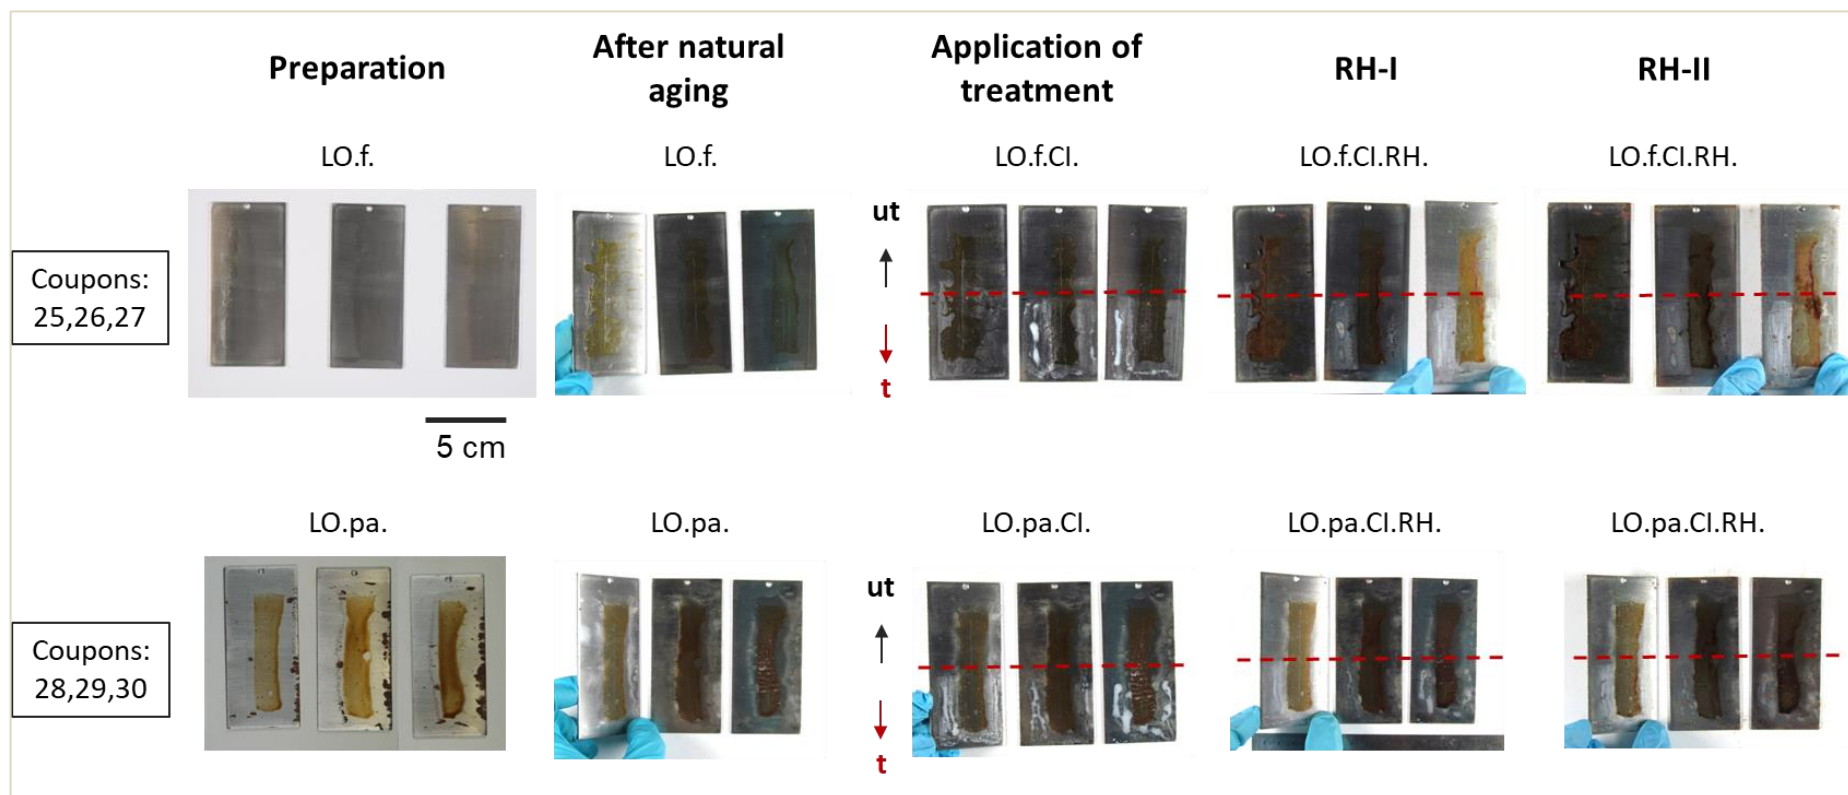 Preparation
After natural
aging
Application of
treatment
RH-I
RH-II
LO.f.
LO.f.
LO.f.CI.
LO.f.CI.RH.
LO.f.CI.RH.
Coupons:
25,26,27
ut
t
5 cm
LO.pa.
LO.pa.
LO.pa.CI.
LO.pa.CI.RH.
LO.pa.CI.RH.
Coupons:
28,29,30
ut
t